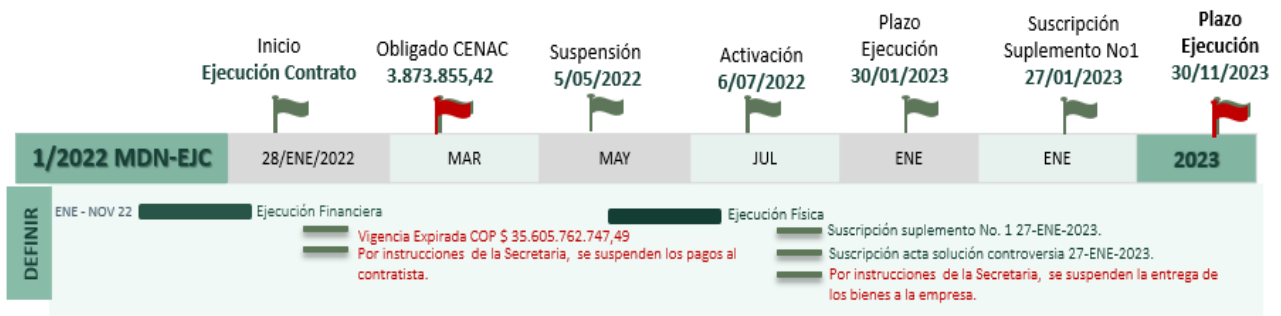 Inicio
Ejecución Contrato
Obligado CENAC
3.873.855,42
Suspensión
5/05/2022
Activación
6/07/2022
Plazo
Ejecución
30/01/2023
Suscripción
Suplemento No1
27/01/2023
Plazo
Ejecución
30/11/2023
1/2022 MDN-EJC
28/ENE/2022
MAR
MAY
JUL
ENE
ENE
2023
DEFINIR
ENE - NOV 22
Ejecución Financiera
Vigencia Expirada COP $ 35.605.762.747,49
Por instrucciones de la Secretaria, se suspenden los pagos al
contratista.
Ejecución Física
Suscripción suplemento No. 1 27-ENE-2023.
Suscripción acta solución controversia 27-ENE-2023.
Por instrucciones de la Secretaria, se suspenden la entrega de
los bienes a la empresa.